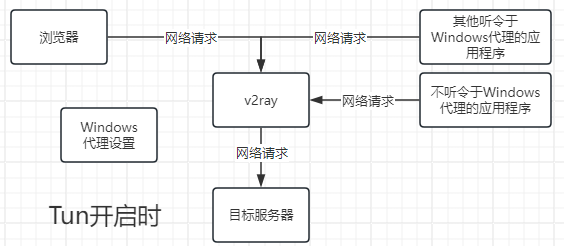 浏览器
网络请求
网络请求
其他听令于
Windows代理的应
用程序
v2ray
网络请求
不听令于Windows
代理的应用程序
Windows
代理设置
网络请求
Tun开启时
目标服务器